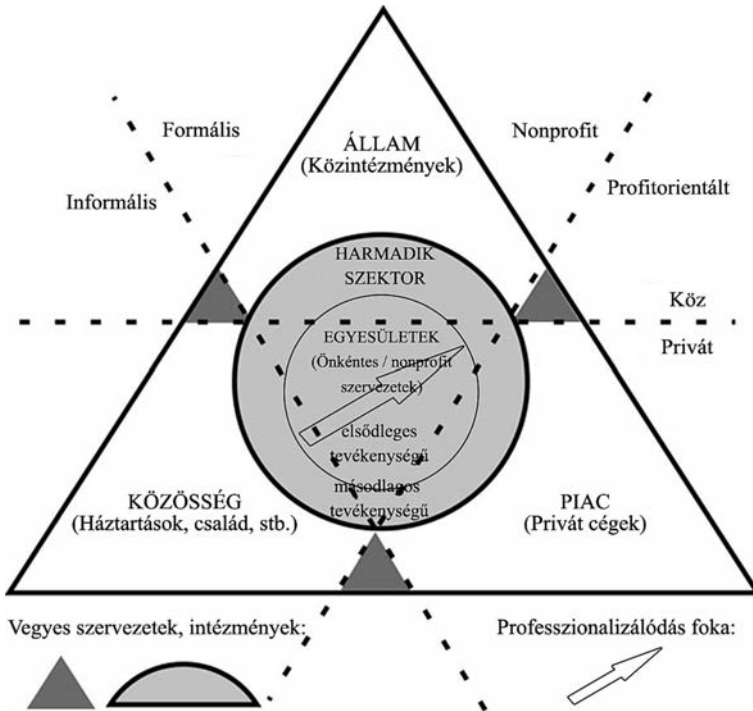 Formális
Nonprofit
ÁLLAM
(Közintézmények)
Informális
Profitorientált
HARMADIK
SZEKTOR
Köz
Privát
EGYESÜLETEK
(Önkéntes / nonprofit
szervezetek)
elsődleges
tevékenységű
másodlagos
tevékenységű
KÖZÖSSÉG
(Háztartások, család, stb.)
PIAC
(Privát cégek)
Vegyes szervezetek, intézmények:
Professzionalizálódás foka: